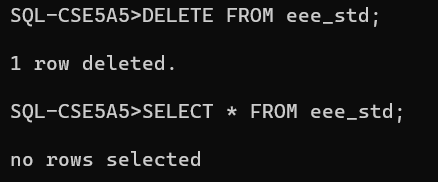 SQL-CSE5A5>DELETE FROM eee_std;
1 row deleted.
SQL-CSE5A5>SELECT * FROM eee_std;
no rows selected